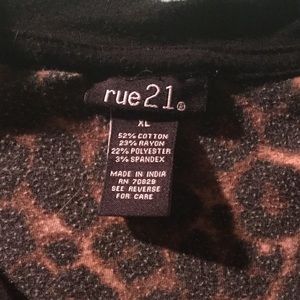 rue21®
XL
52% COTTON
23% RAYON
22% POLYESTER
3% SPANDEX
MADE IN INDIA
RN 70829
SEE REVERSE
FOR CARE